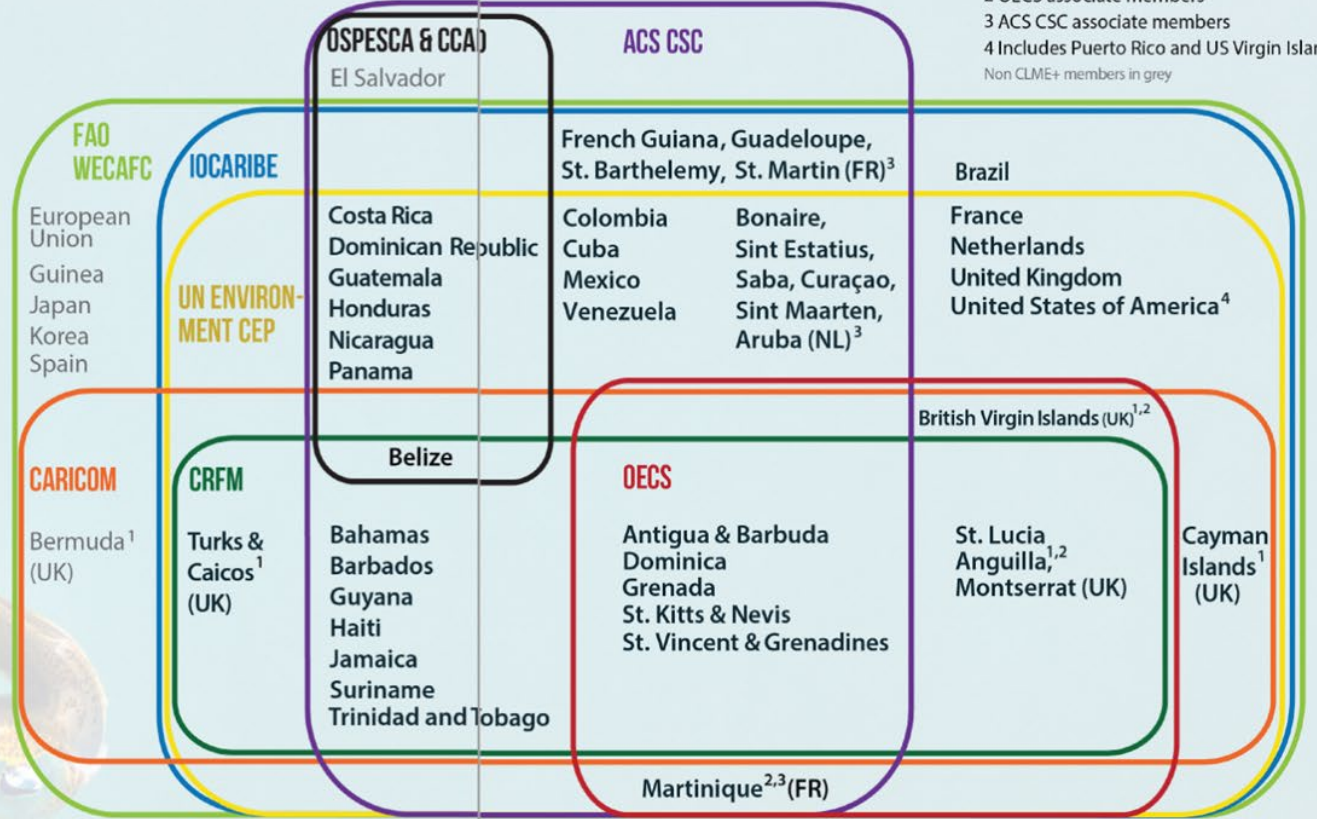 2 OECS associate members
3 ACS CSC associate members
4 Includes Puerto Rico and US Virgin
Non CLME+ members in grey
OSPESCA & CCAD
El Salvador
ACS CSC
FAO
WECAFC
IOCARIBE
French Guiana, Guadeloupe,
St. Barthelemy, St. Martin (FR)³
Brazil
European
Union
Guinea
Japan
Korea
Spain
UN ENVIRON-
MENT CEP
Costa Rica
Dominican Republic
Guatemala
Honduras
Nicaragua
Panama
Colombia
Cuba
Mexico
Venezuela
Bonaire,
Sint Estatius,
Saba, Curaçao,
Sint Maarten,
Aruba (NL)³
France
Netherlands
United Kingdom
United States of America⁴
British Virgin Islands (UK)¹,²
CARICOM
Bermuda¹
(UK)
CRFM
Turks &
Caicos¹
(UK)
Belize
Bahamas
Barbados
Guyana
Haiti
Jamaica
Suriname
Trinidad and Tobago
OECS
Antigua & Barbuda
Dominica
Grenada
St. Kitts & Nevis
St. Vincent & Grenadines
St. Lucia
Anguilla,¹,²
Montserrat (UK)
Cayman
Islands¹
(UK)
Martinique²,³(FR)